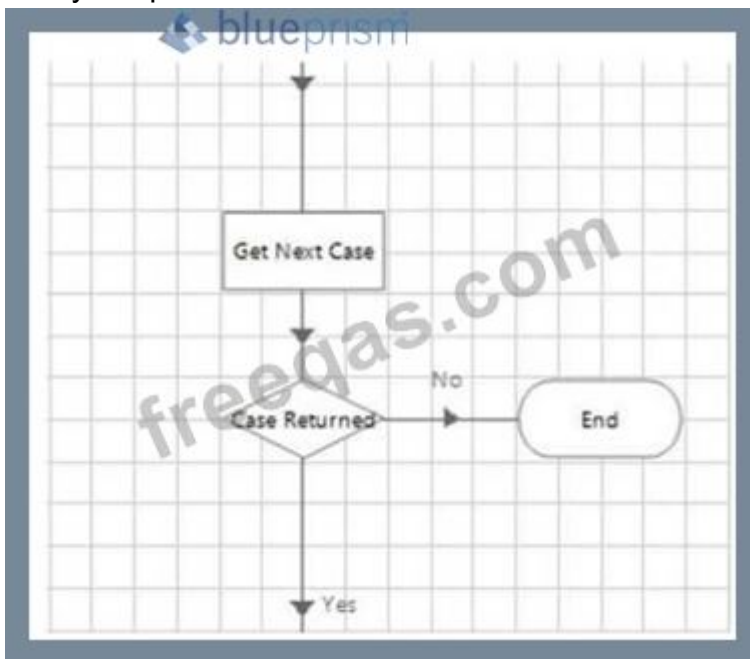 blueprism
Get Next Case
freeqas.com
No
Case Returned
End
Yes